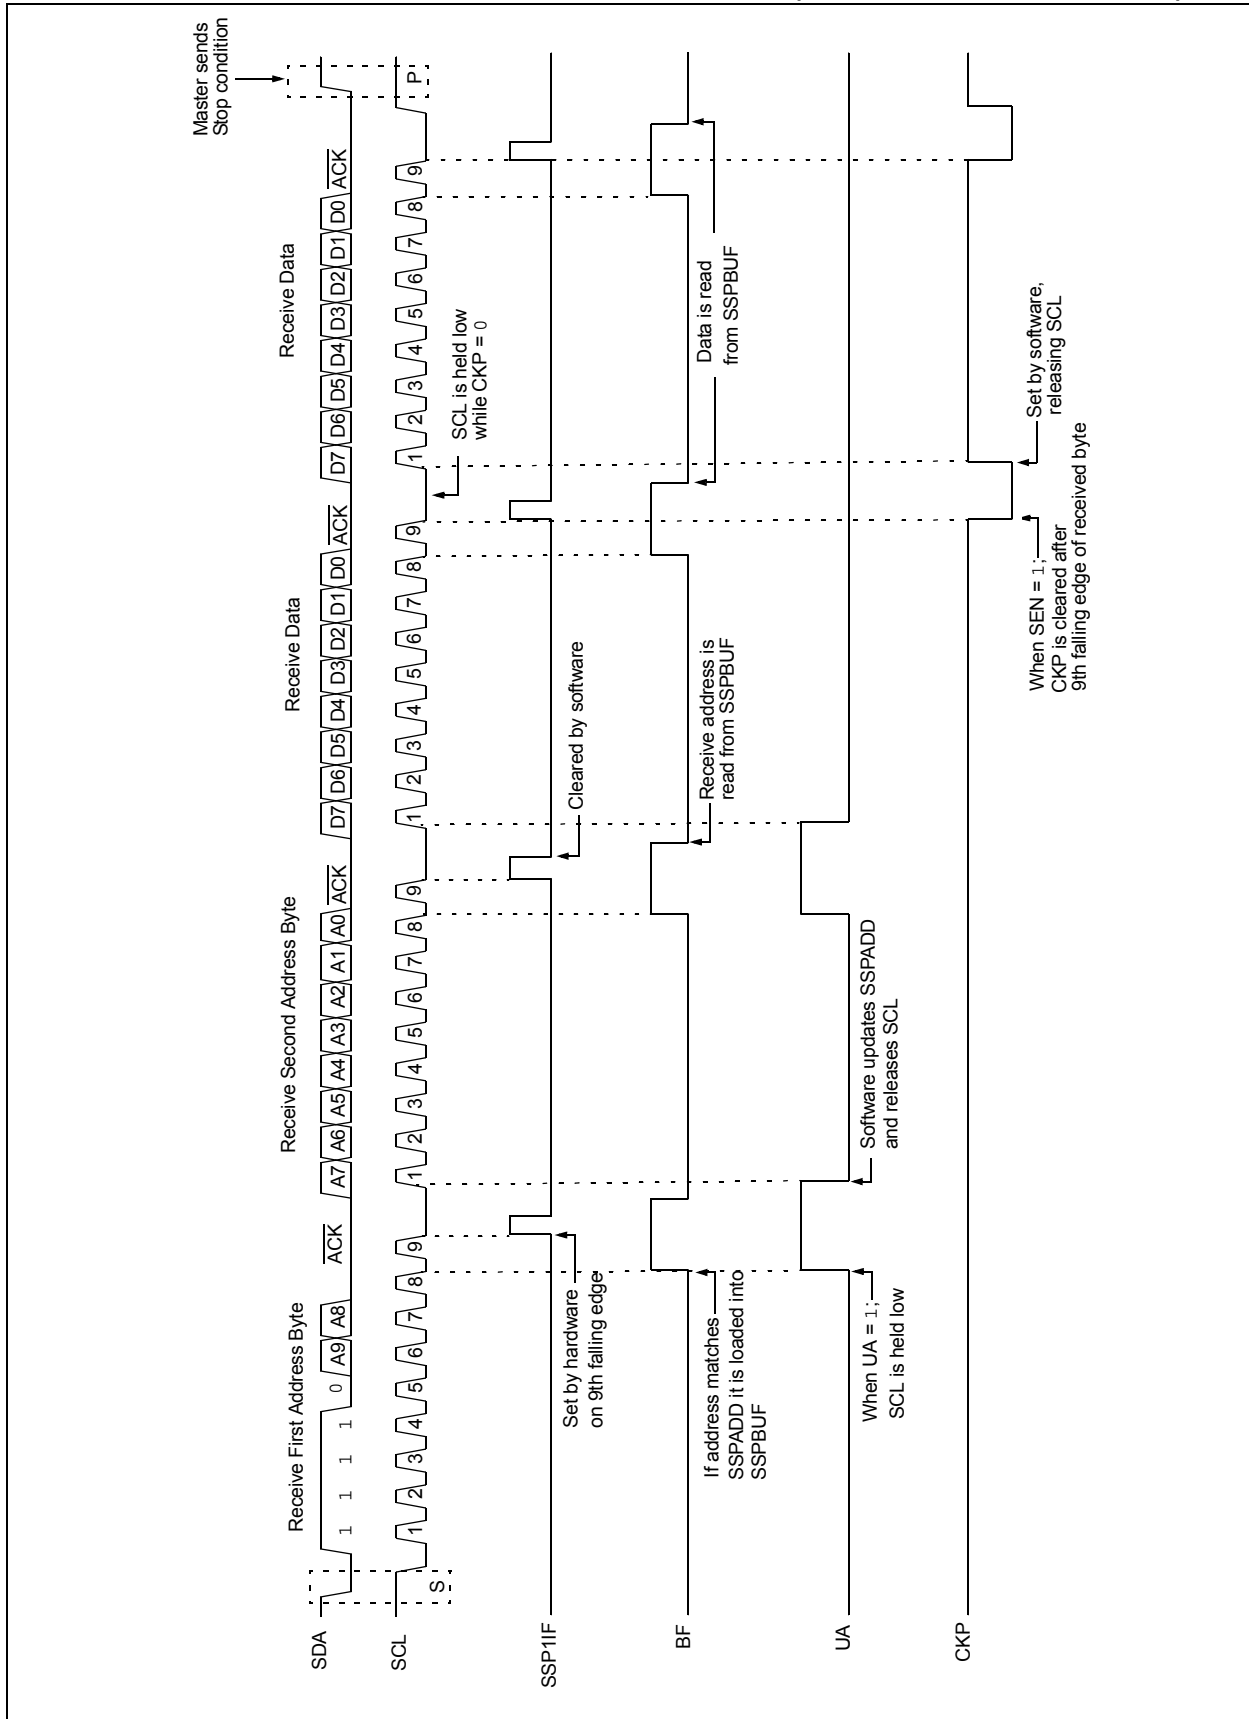 Master sends
Stop condition
Receive First Address Byte
Receive Second Address Byte
Receive Data
Receive Data
SDA
1 1 1 1 0 A9 A8 ACK A7 A6 A5 A4 A3 A2 A1 A0 ACK D7 D6 D5 D4 D3 D2 D1 D0 ACK D7 D6 D5 D4 D3 D2 D1 D0 ACK
SCL
S 1 2 3 4 5 6 7 8 9 1 2 3 4 5 6 7 8 9 1 2 3 4 5 6 7 8 9 1 2 3 4 5 6 7 8 9 P
SCL is held low
while CKP = 0
SSP1IF
Set by hardware
on 9th falling edge
Cleared by software
BF
If address matches
SSPADD it is loaded into
SSPBUF
Receive address is
read from SSPBUF
Data is read
from SSPBUF
UA
When UA = 1;
SCL is held low
Software updates SSPADD
and releases SCL
CKP
When SEN = 1;
CKP is cleared after
9th falling edge of received byte
Set by software,
releasing SCL